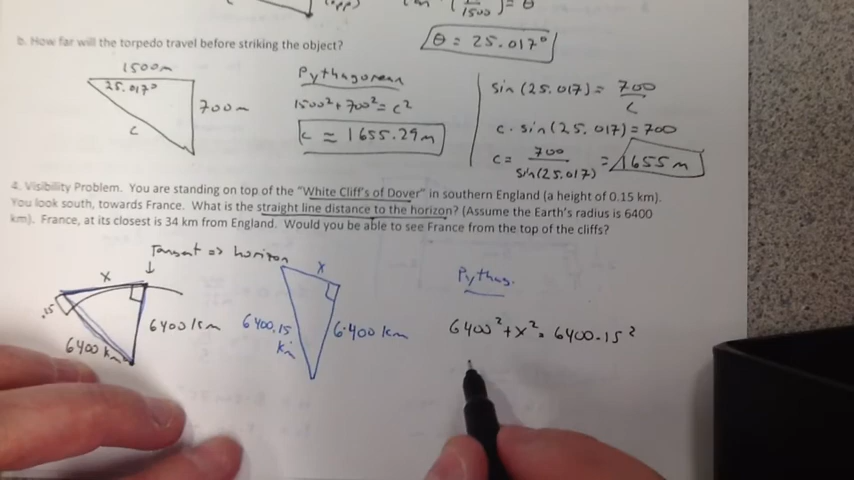 (1500) = θ
b. How far will the torpedo travel before striking the object?
θ = 25.017°
1500m
25.017°
700m
c
Pythagorean
1500² + 700² = c²
c ≈ 1655.29m
sin(25.017) = 700/c
c · sin(25.017) = 700
c = 700/sin(25.017) = 1655 m
4. Visibility Problem. You are standing on top of the "White Cliff's of Dover" in southern England (a height of 0.15 km).
You look south, towards France. What is the straight line distance to the horizon? (Assume the Earth's radius is 6400
km). France, at its closest is 34 km from England. Would you be able to see France from the top of the cliffs?
Tangent => horizon
x
.15
6400 km
6400 km
x
6400.15
km
6400 km
Pythag.
6400² + x² = 6400.15²